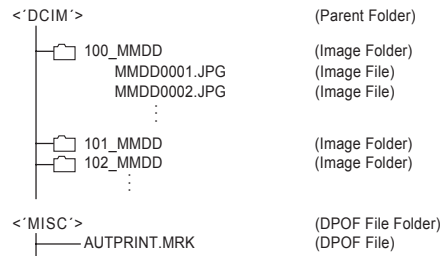 <´DCIM´> (Parent Folder)
100_MMDD (Image Folder)
MMDD0001.JPG (Image File)
MMDD0002.JPG (Image File)
101_MMDD (Image Folder)
102_MMDD (Image Folder)
<´MISC´> (DPOF File Folder)
AUTPRINT.MRK (DPOF File)